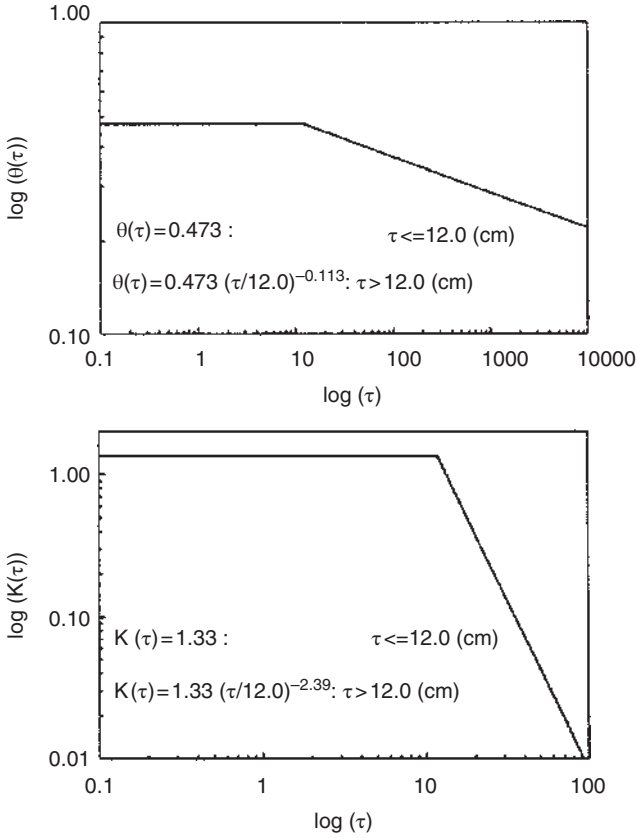 1.00
log (θ(τ))
θ(τ)=0.473 : τ<=12.0 (cm)
θ(τ)=0.473 (τ/12.0)^−0.113: τ>12.0 (cm)
0.10
0.1 1 10 100 1000 10000
log (τ)
1.00
log (K(τ))
0.10
K (τ)=1.33 : τ<=12.0 (cm)
K(τ)=1.33 (τ/12.0)^−2.39: τ>12.0 (cm)
0.01
0.1 1 10 100
log (τ)